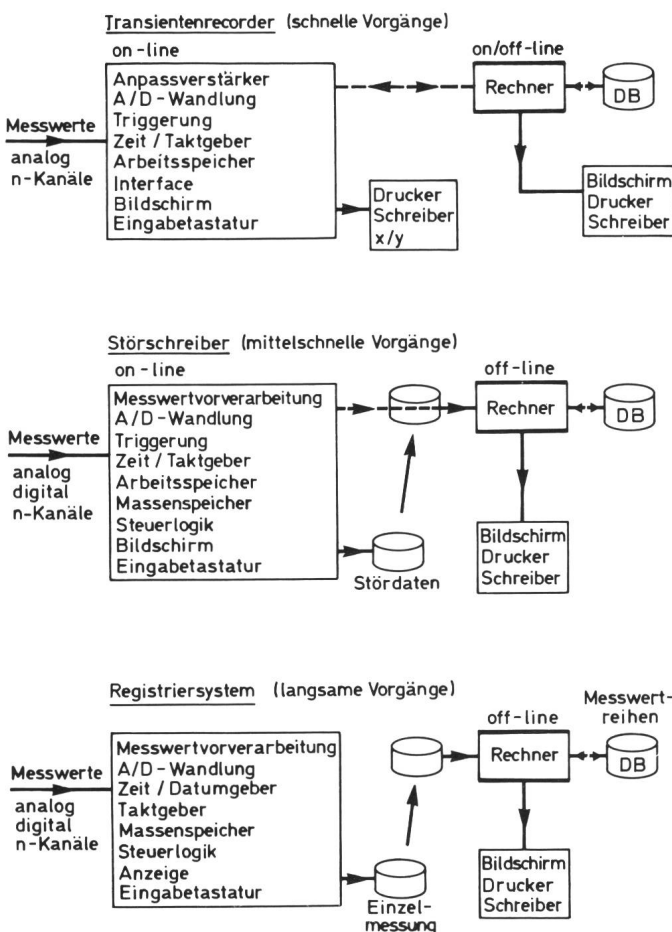 Transientenrecorder (schnelle Vorgänge)
on-line
on/off-line
Messwerte
analog
n-Kanäle
Anpassverstärker
A/D-Wandlung
Triggerung
Zeit / Taktgeber
Arbeitsspeicher
Interface
Bildschirm
Eingabetastatur
Drucker
Schreiber
x/y
Rechner
DB
Bildschirm
Drucker
Schreiber
Störschreiber (mittelschnelle Vorgänge)
on-line
off-line
Messwerte
analog
digital
n-Kanäle
Messwertvorverarbeitung
A/D-Wandlung
Triggerung
Zeit / Taktgeber
Arbeitsspeicher
Massenspeicher
Steuerlogik
Bildschirm
Eingabetastatur
Stördaten
Rechner
DB
Bildschirm
Drucker
Schreiber
Registriersystem (langsame Vorgänge)
off-line
Messwert-
reihen
Messwerte
analog
digital
n-Kanäle
Messwertvorverarbeitung
A/D-Wandlung
Zeit / Datumgeber
Taktgeber
Massenspeicher
Steuerlogik
Anzeige
Eingabetastatur
Einzel-
messung
Rechner
DB
Bildschirm
Drucker
Schreiber